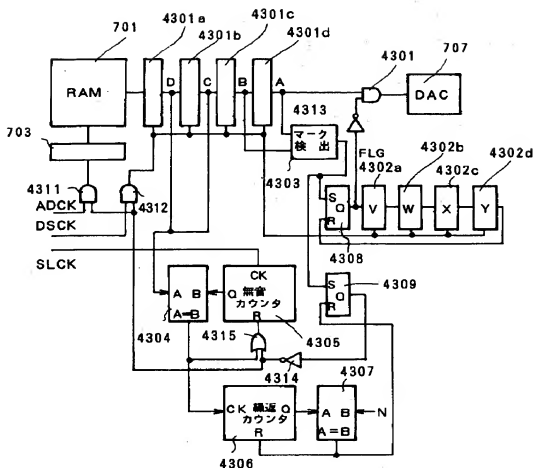 701
4301a
4301b
4301c
4301d
RAM
D
C
B
A
4301
707
DAC
703
4313
マーク
検出
4303
FLG
4302a
4302b
4302c
4302d
4311
4312
ADCK
DSCK
SLCK
S
Q
R
4308
V
W
X
Y
CK
A B
A=B
4304
Q 無音
カウンタ
R
4305
4315
S
Q
R
4309
4314
4307
CK 繰返 Q
カウンタ
R
4306
A B
A=B
N